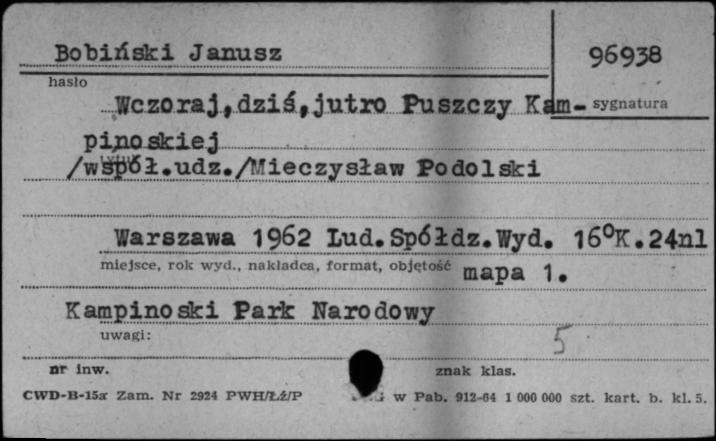 Bobiński Janusz
96938
hasło
Wczoraj,dziś,jutro Puszczy Kam-
sygnatura
pinoskiej
/współ.udz./Mieczysław Podolski
Warszawa 1962 Lud.Spółdz.Wyd. 16°K.24nl
miejsce, rok wyd., nakładca, format, objętość
mapa 1.
Kampinoski Park Narodowy
uwagi:
5
nr inw.
znak klas.
CWD-B-15a Zam. Nr 2924 PWH/Łź/P
w Pab. 912-64 1 000 000 szt. kart. b. kl. 5.